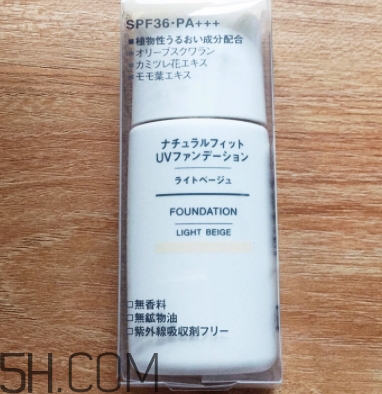 SPF36・PA+++
■植物性うるおい成分配合
・オリーブスクワラン
・カミツレ花エキス
・モモ葉エキス
ナチュラルフィット
UVファンデーション
ライトベージュ
FOUNDATION
LIGHT BEIGE
□無香料
□無鉱物油
□紫外線吸収剤フリー
5H.COM